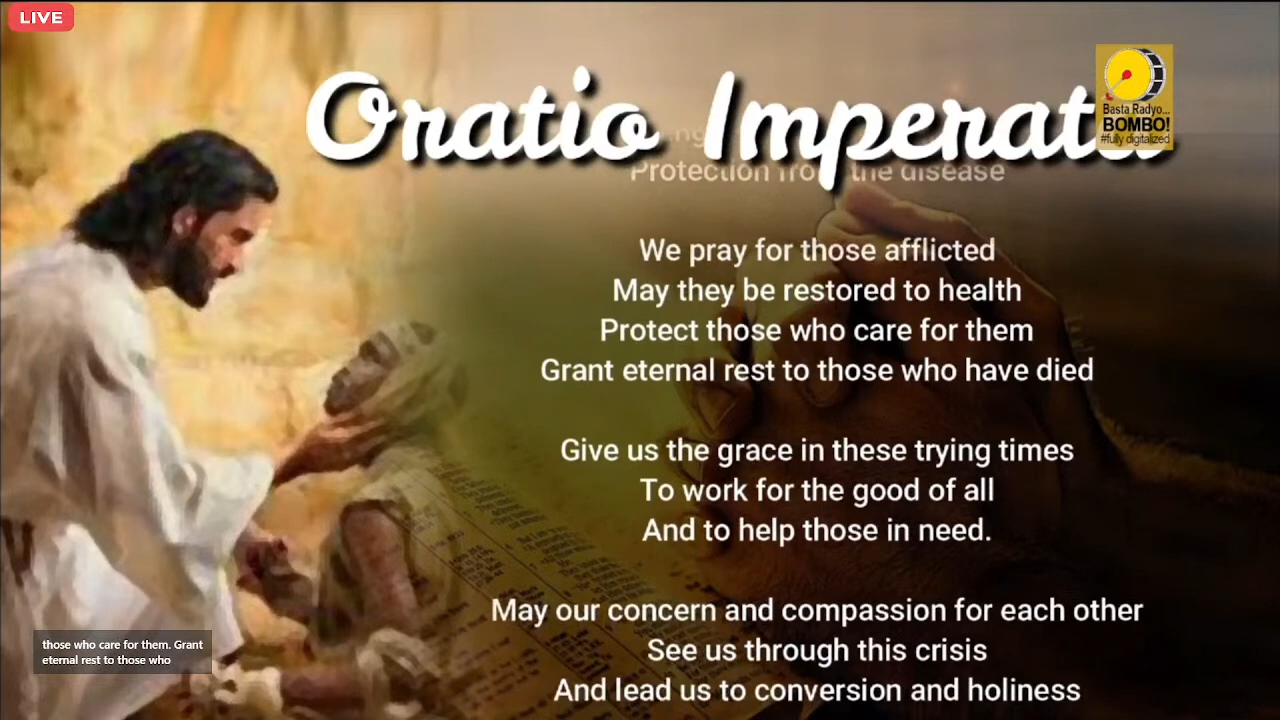 LIVE
Oratio Imperata
Basta Radyo...
BOMBO!
#fully digitalized
Protection from the disease
We pray for those afflicted
May they be restored to health
Protect those who care for them
Grant eternal rest to those who have died
Give us the grace in these trying times
To work for the good of all
And to help those in need.
May our concern and compassion for each other
See us through this crisis
And lead us to conversion and holiness
those who care for them. Grant
eternal rest to those who